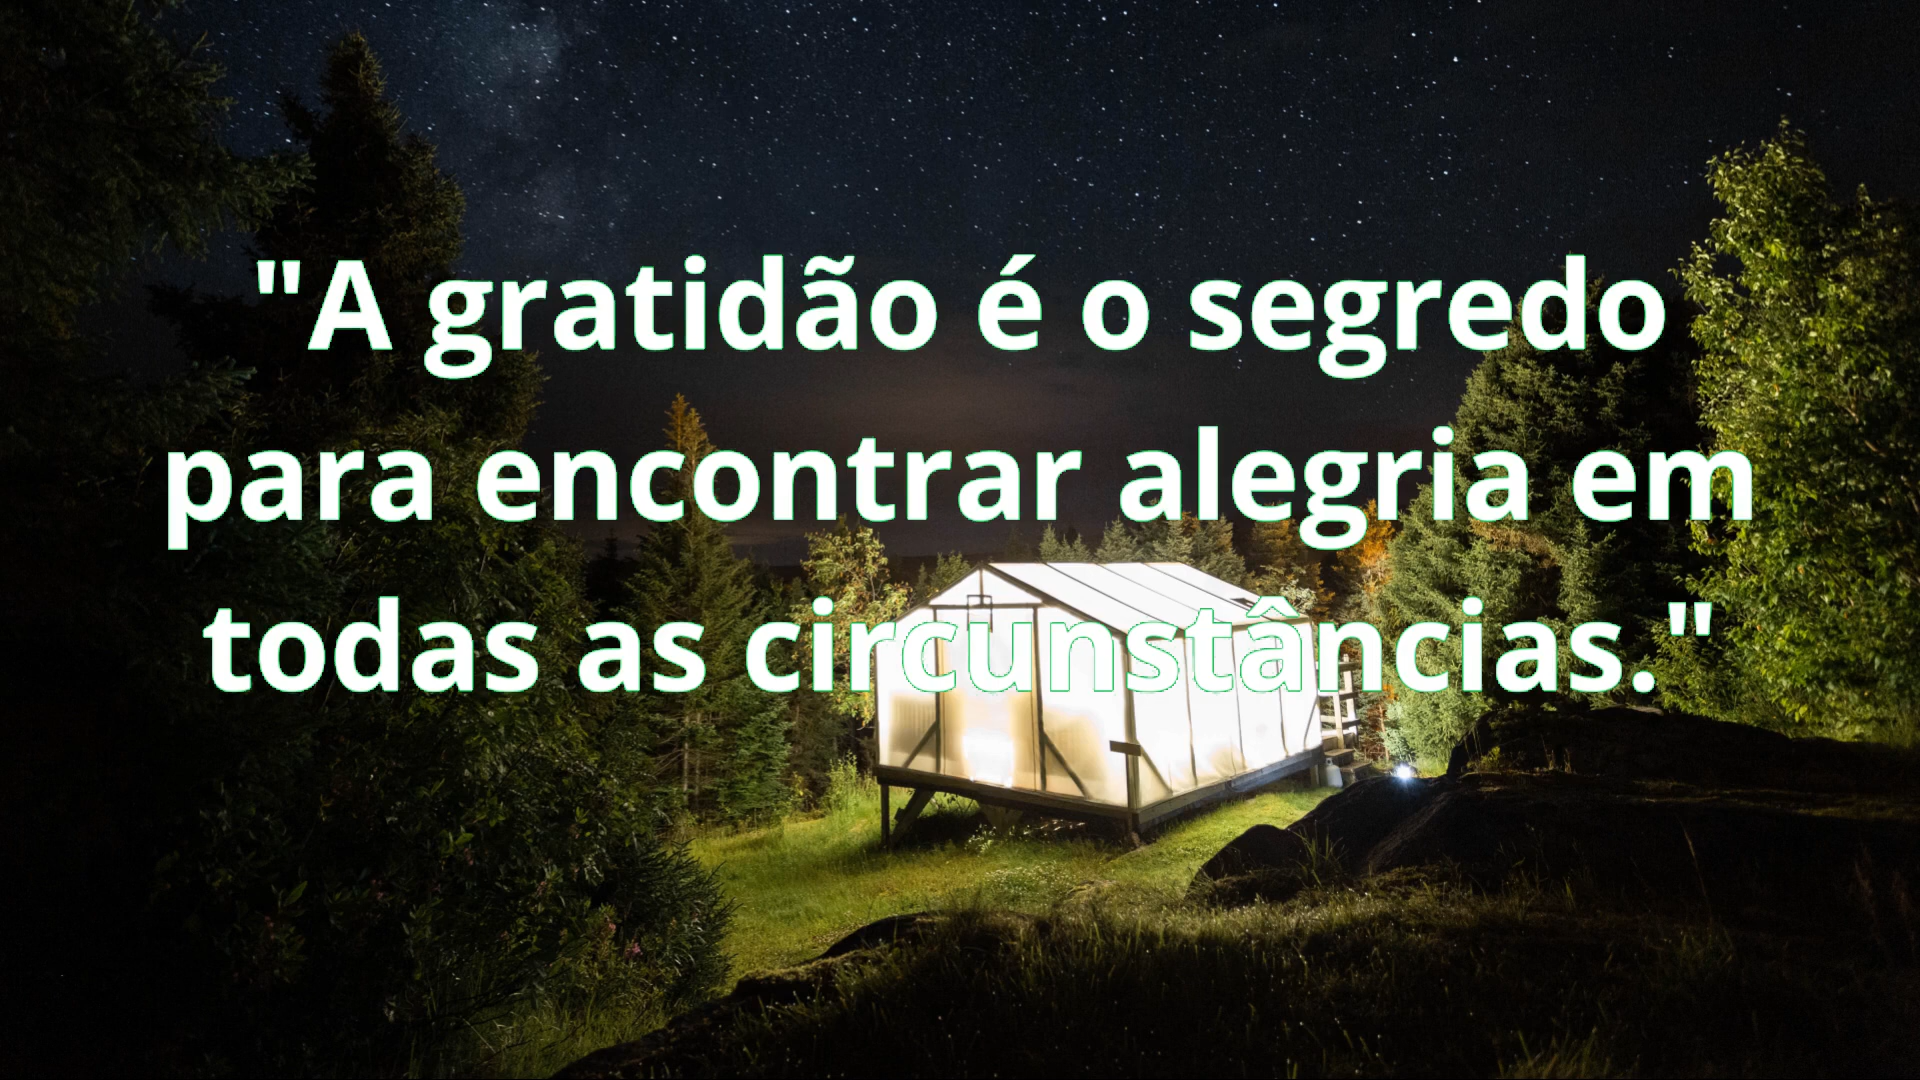 "A gratidão é o segredo
para encontrar alegria em
todas as circunstâncias."